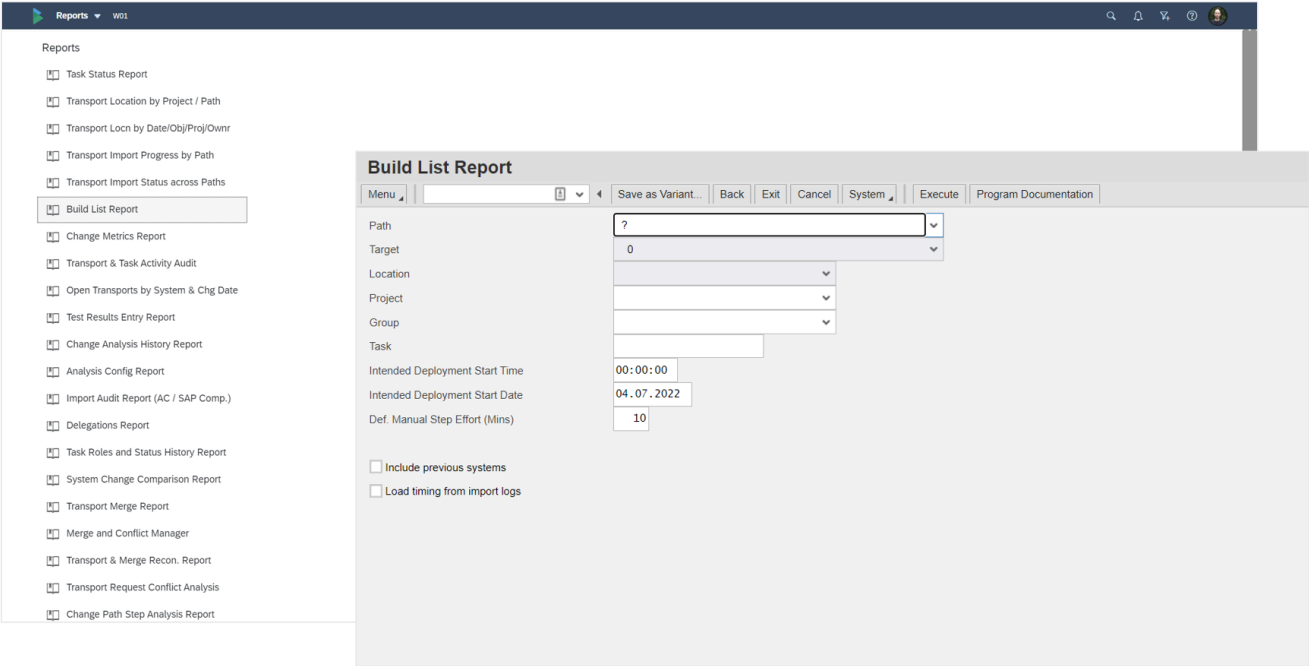 Reports W01
Reports
Task Status Report
Transport Location by Project / Path
Transport Locn by Date/Obj/Proj/Ownr
Transport Import Progress by Path
Transport Import Status across Paths
Build List Report
Change Metrics Report
Transport & Task Activity Audit
Open Transports by System & Chg Date
Test Results Entry Report
Change Analysis History Report
Analysis Config Report
Import Audit Report (AC / SAP Comp.)
Delegations Report
Task Roles and Status History Report
System Change Comparison Report
Transport Merge Report
Merge and Conflict Manager
Transport & Merge Recon. Report
Transport Request Conflict Analysis
Change Path Step Analysis Report
Build List Report
Menu Save as Variant... Back Exit Cancel System Execute Program Documentation
Path ?
Target 0
Location
Project
Group
Task
Intended Deployment Start Time 00:00:00
Intended Deployment Start Date 04.07.2022
Def. Manual Step Effort (Mins) 10
Include previous systems
Load timing from import logs